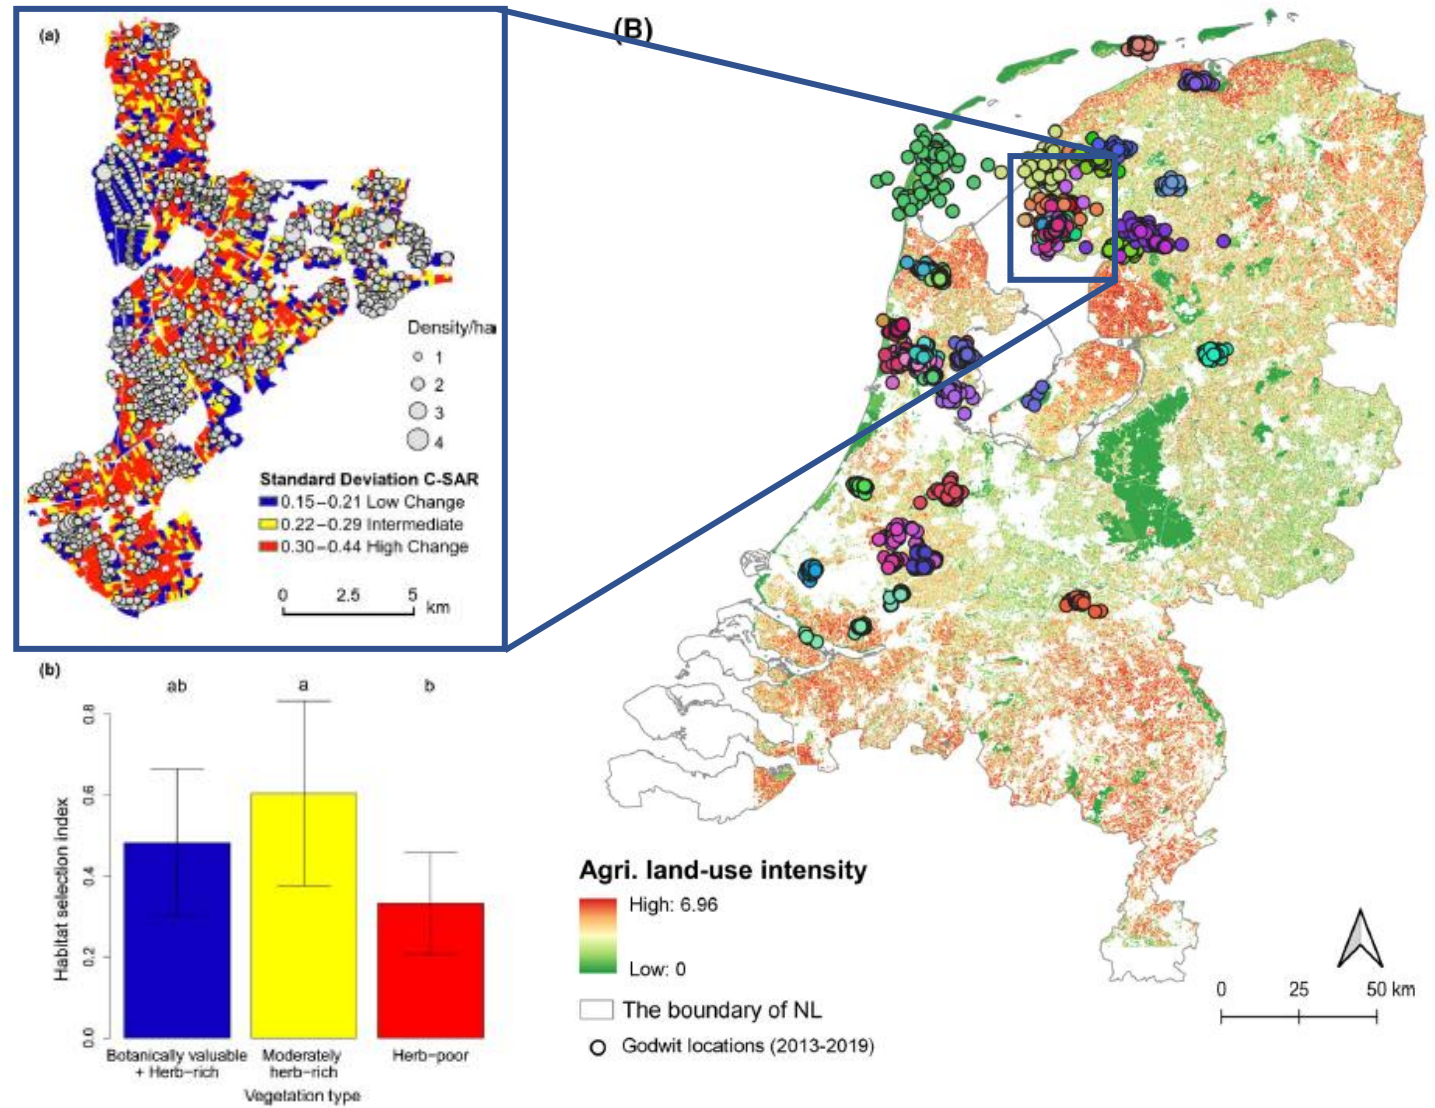 (a)
Density/ha
1
2
3
4
Standard Deviation C-SAR
0.15–0.21 Low Change
0.22–0.29 Intermediate
0.30–0.44 High Change
0 2.5 5 km
(b)
ab a b
Habitat selection index
0.8
0.6
0.4
0.2
0.0
Botanically valuable
+ Herb-rich
Moderately
herb-rich
Herb-poor
Vegetation type
(B)
Agri. land-use intensity
High: 6.96
Low: 0
The boundary of NL
Godwit locations (2013-2019)
0 25 50 km